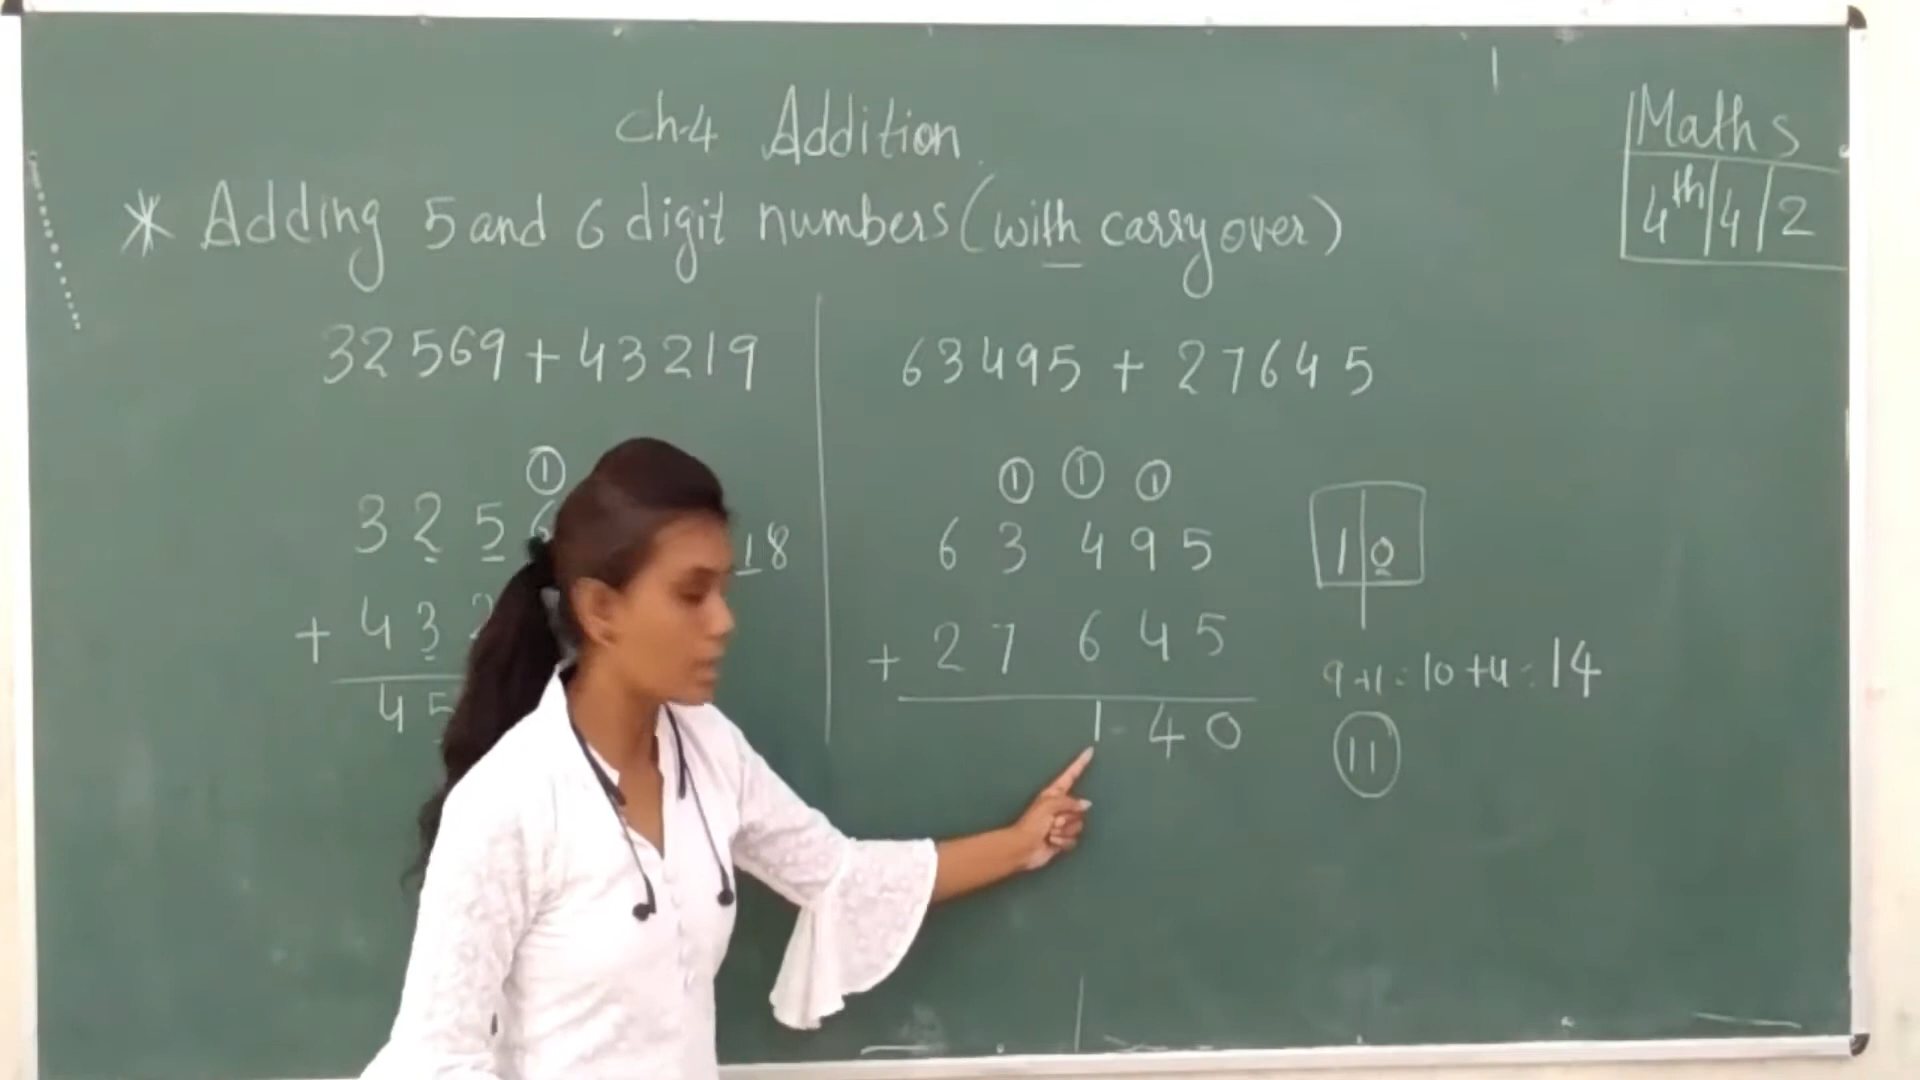 Ch-4 Addition
Maths
4th/4/2
* Adding 5 and 6 digit numbers (with carry over)
32569 + 43219
63495 + 27645
1
3 2 5 6
18
+ 4 3 2
4 5
1 1 1
6 3 4 9 5
+ 2 7 6 4 5
1 4 0
1 0
9+1=10+4=14
11